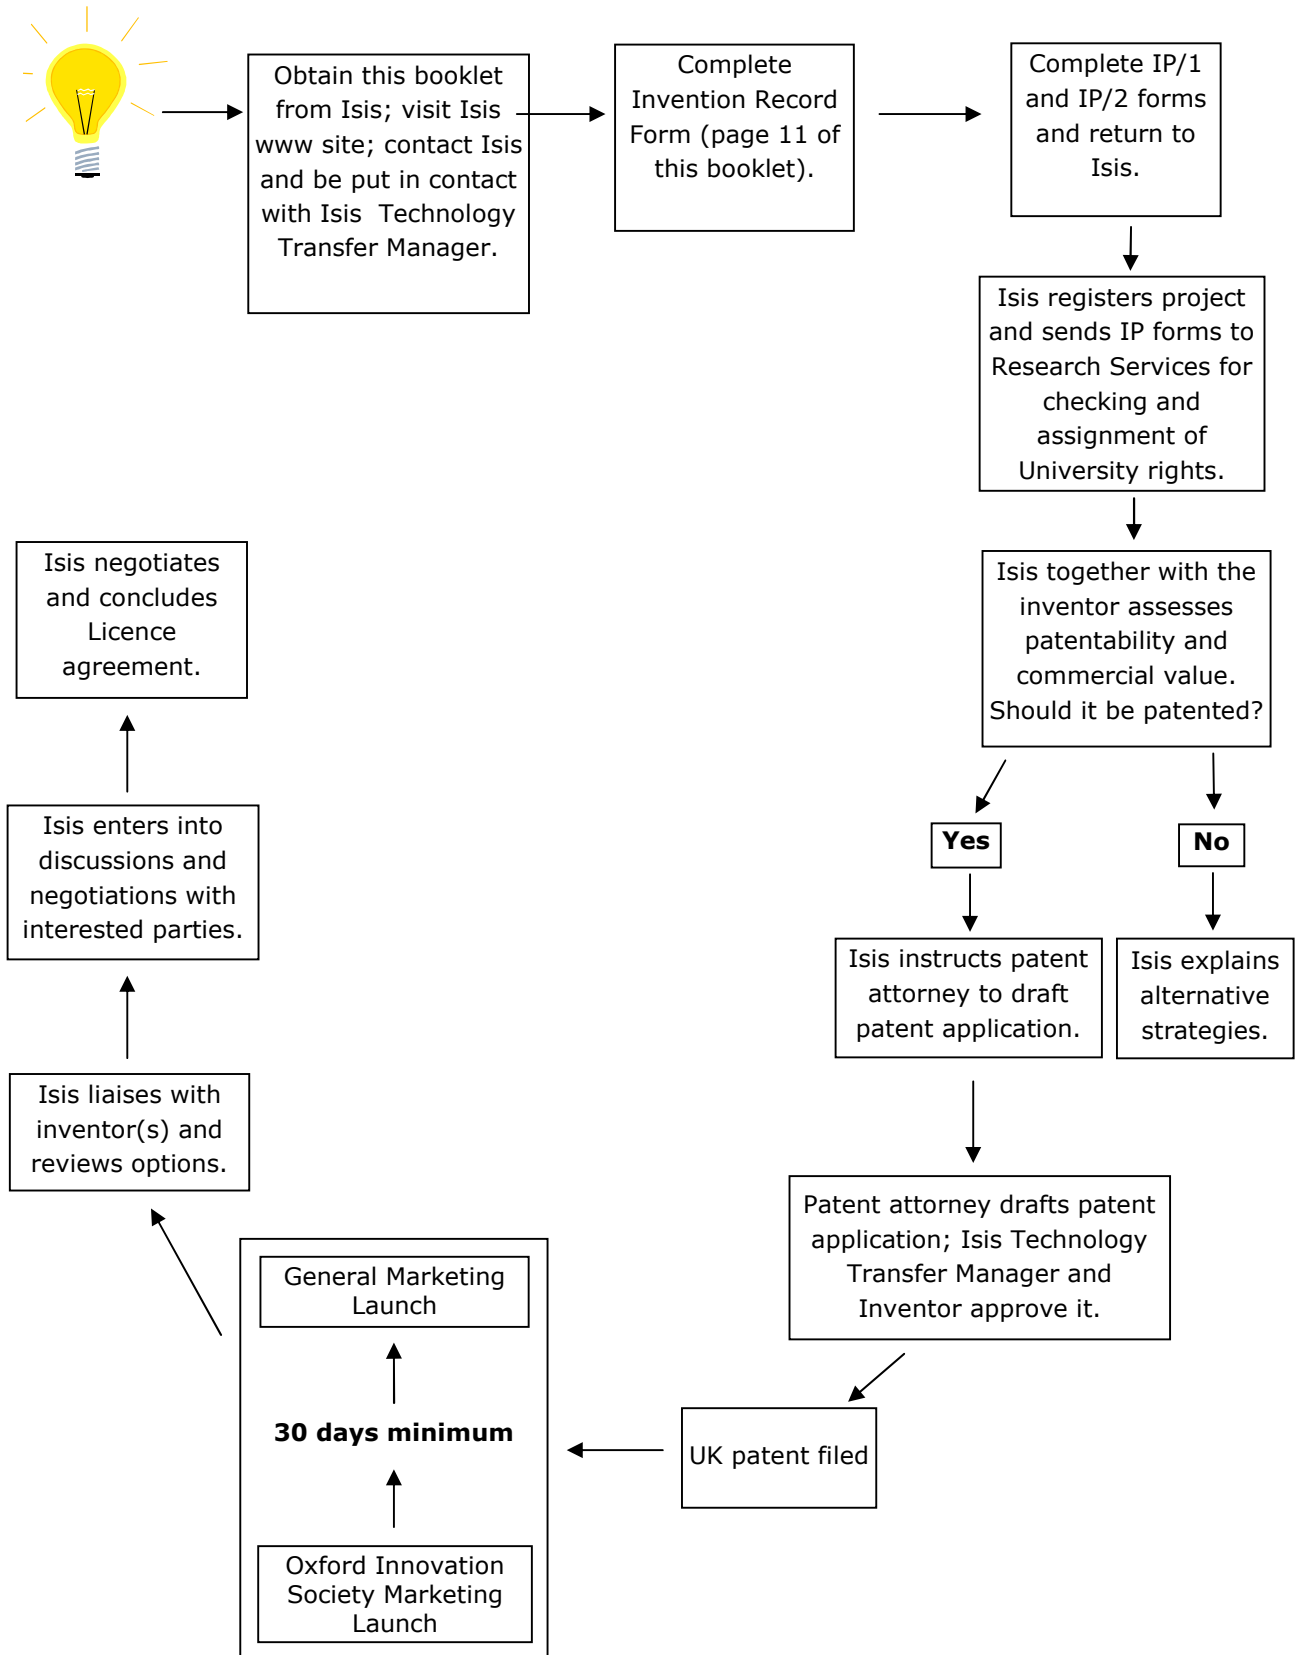 Obtain this booklet
from Isis; visit Isis
www site; contact Isis
and be put in contact
with Isis Technology
Transfer Manager.
Complete
Invention Record
Form (page 11 of
this booklet).
Complete IP/1
and IP/2 forms
and return to
Isis.
Isis registers project
and sends IP forms to
Research Services for
checking and
assignment of
University rights.
Isis together with the
inventor assesses
patentability and
commercial value.
Should it be patented?
Yes
No
Isis instructs patent
attorney to draft
patent application.
Isis explains
alternative
strategies.
Patent attorney drafts patent
application; Isis Technology
Transfer Manager and
Inventor approve it.
UK patent filed
Oxford Innovation
Society Marketing
Launch
30 days minimum
General Marketing
Launch
Isis liaises with
inventor(s) and
reviews options.
Isis enters into
discussions and
negotiations with
interested parties.
Isis negotiates
and concludes
Licence
agreement.